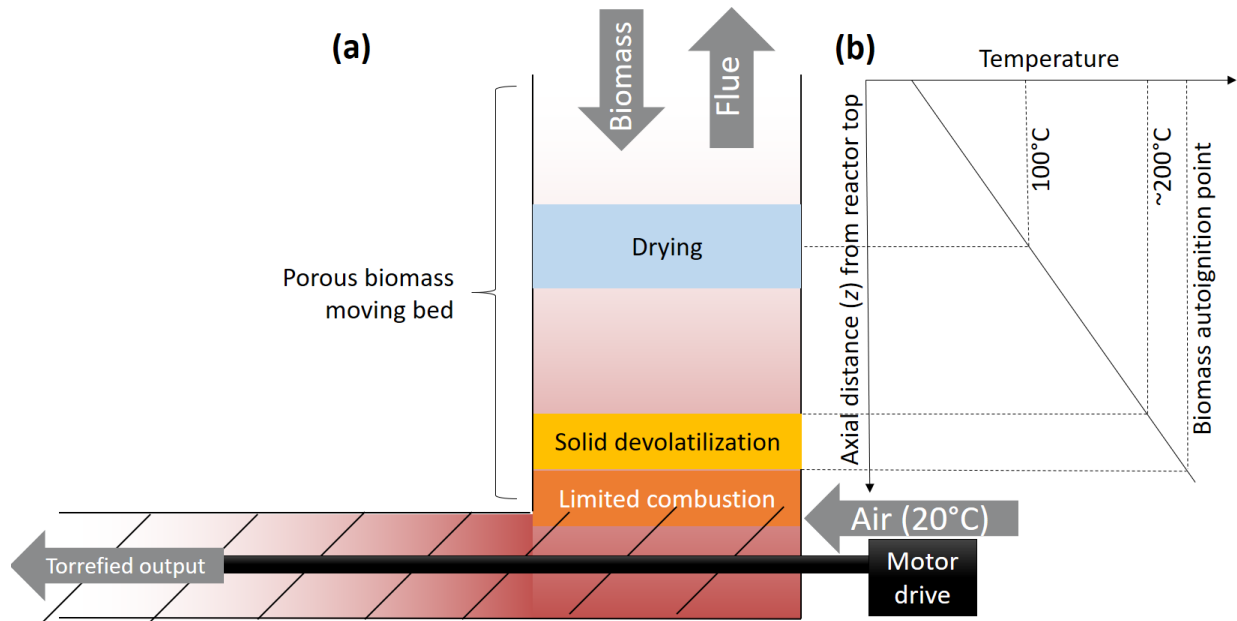 (a)
Biomass
Flue
(b)
Temperature
Axial distance (z) from reactor top
100°C
~200°C
Biomass autoignition point
Drying
Porous biomass
moving bed
Solid devolatilization
Limited combustion
Air (20°C)
Torrefied output
Motor
drive